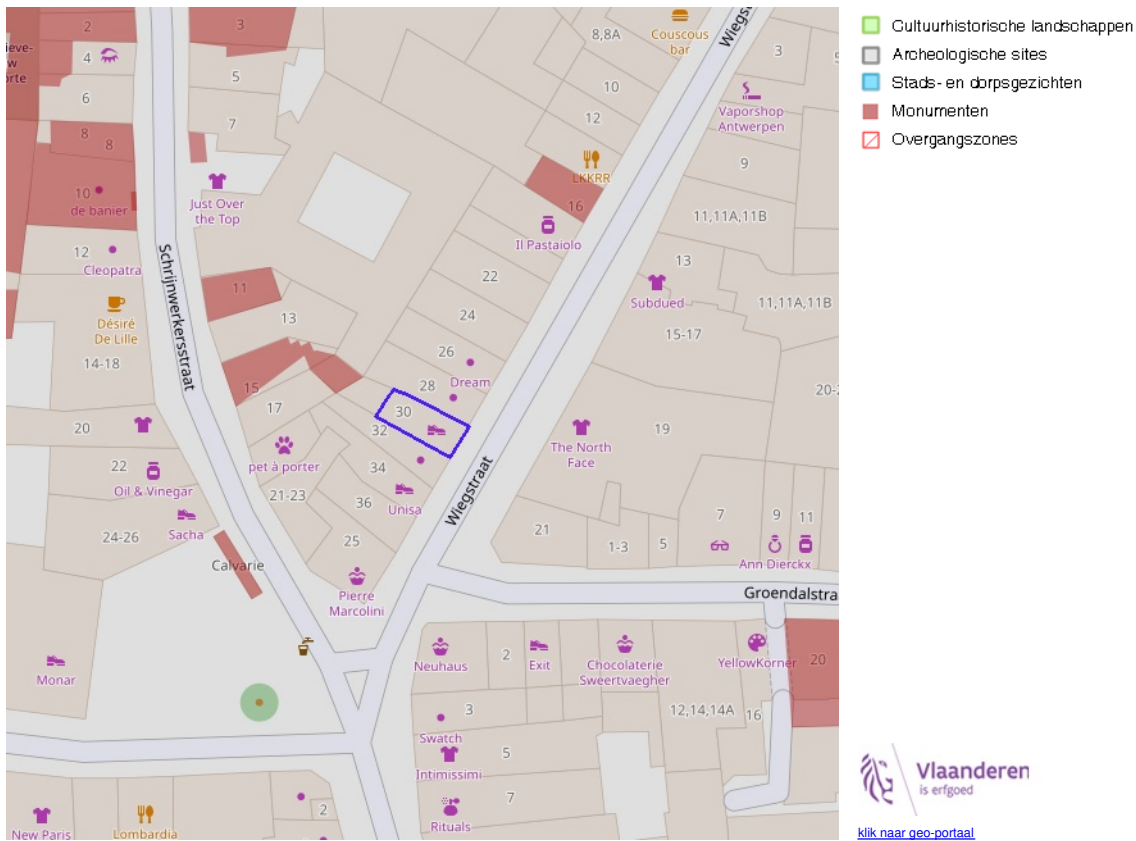 2
3
8,8A
Couscous
bar
Wiegst
3
ieve-
w
orte
4
5
6
10
Vaporshop
Antwerpen
7
12
8
8
9
LKKRR
10
de banier
Just Over
the Top
16
11,11A,11B
Il Pastaiolo
12
Cleopatra
Schrijnwerkersstraat
22
13
11
Subdued
11,11A,11B
Désiré
De Lille
13
24
15-17
14-18
26
28
Dream
15
20-2
17
30
20
32
The North
Face
19
22
pet à porter
34
Oil & Vinegar
21-23
36
Unisa
Wiegstraat
Sacha
24-26
25
21
1-3
5
7
9
11
Ann Dierckx
Calvarie
Pierre
Marcolini
Groendalstra
Monar
Neuhaus
2
Exit
Chocolaterie
Sweertvaegher
YellowKorner
20
3
12,14,14A
16
Swatch
5
Intimissimi
7
2
Rituals
New Paris
Lombardia
Cultuurhistorische landschappen
Archeologische sites
Stads- en dorpsgezichten
Monumenten
Overgangszones
Vlaanderen
is erfgoed
klik naar geo-portaal